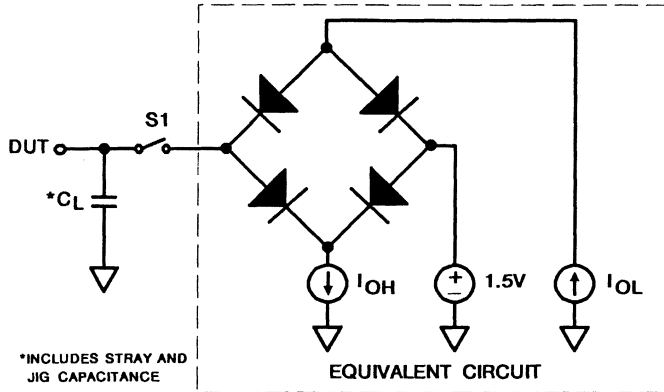 S1
DUT
*CL
IOH
+
−
1.5V
IOL
*INCLUDES STRAY AND
JIG CAPACITANCE
EQUIVALENT CIRCUIT